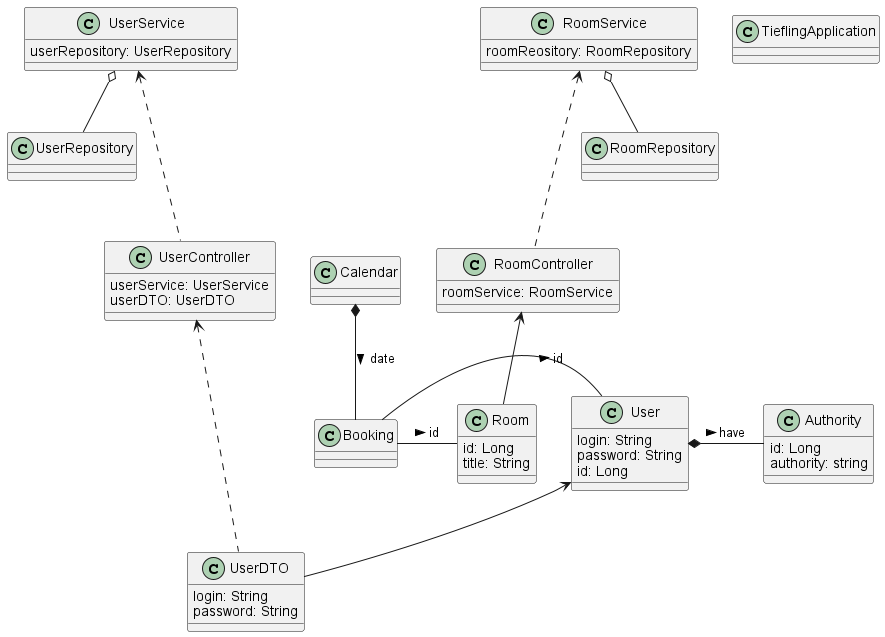 C UserService
userRepository: UserRepository
C RoomService
roomReository: RoomRepository
C TieflingApplication
C UserRepository
C RoomRepository
C UserController
userService: UserService
userDTO: UserDTO
C Calendar
C RoomController
roomService: RoomService
date
id
C Booking
id
C Room
id: Long
title: String
C User
login: String
password: String
id: Long
have
C Authority
id: Long
authority: string
C UserDTO
login: String
password: String